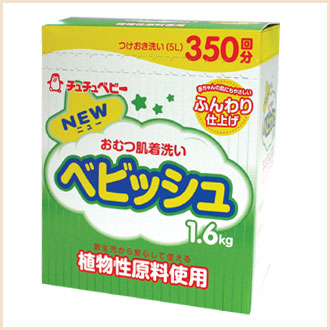 つけおき洗い(5L) 350回分
チュチュベビー
赤ちゃんの肌にもやさしい
ふんわり
仕上げ
NEW
ニュー
おむつ肌着洗い
ベビッシュ
1.6kg
新生児から安心して使える
植物性原料使用